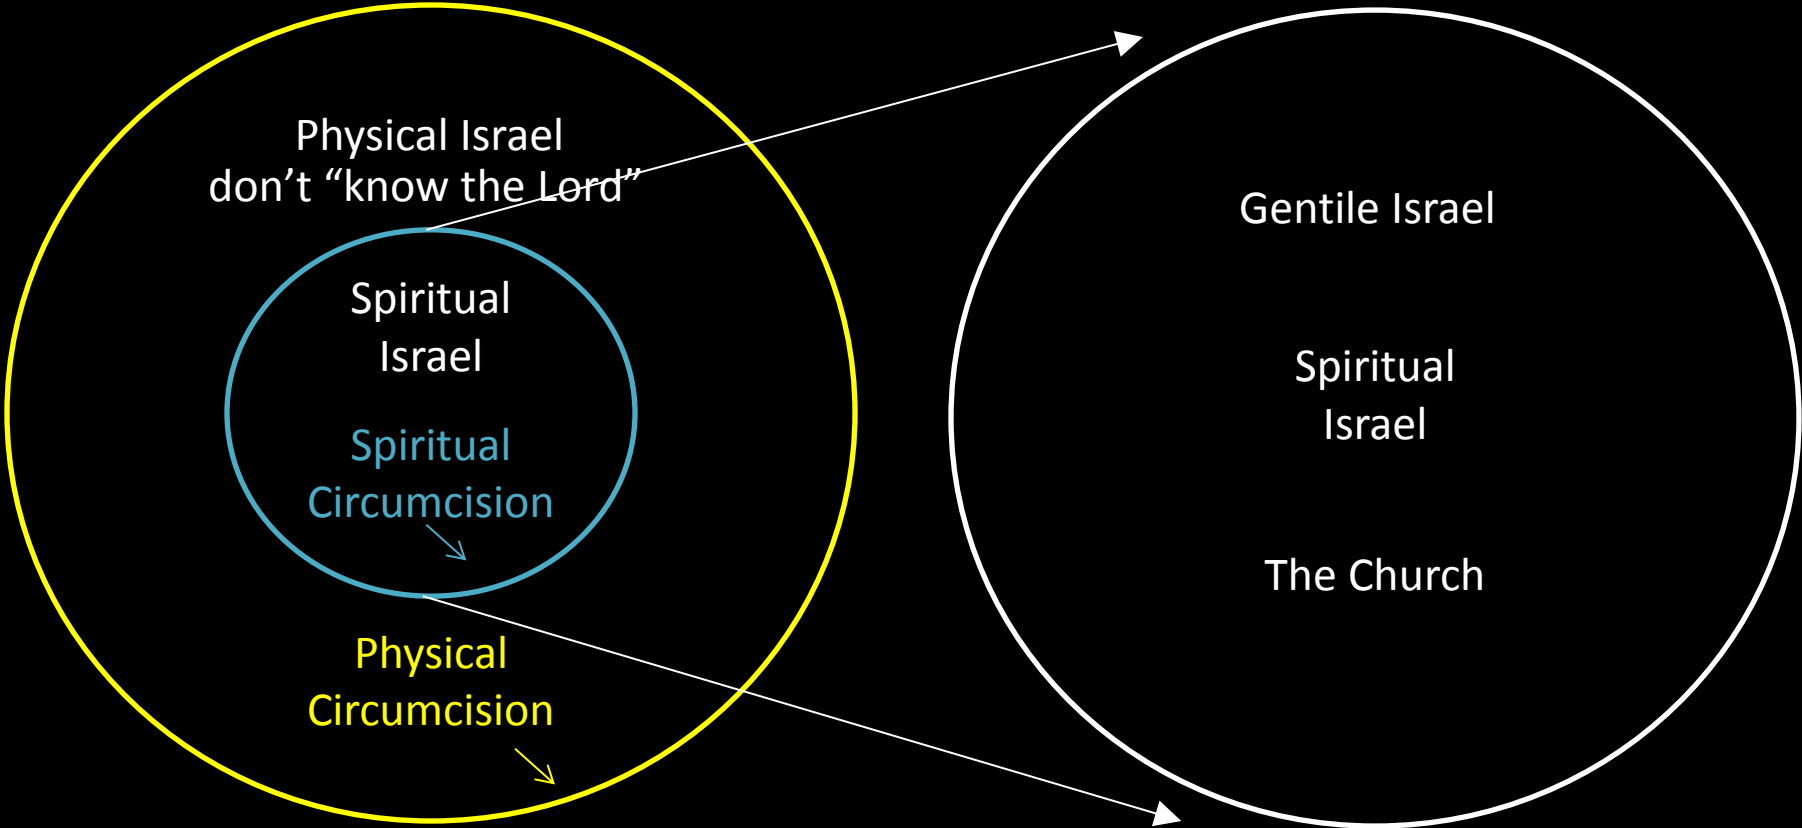 Physical Israel
don’t “know the Lord”
Spiritual
Israel
Spiritual
Circumcision
Physical
Circumcision
Gentile Israel
Spiritual
Israel
The Church